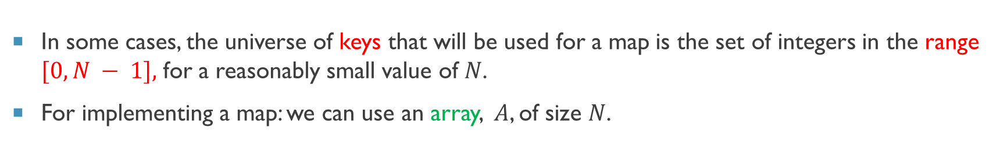 ▪ In some cases, the universe of keys that will be used for a map is the set of integers in the range
[0, N − 1], for a reasonably small value of N.
▪ For implementing a map: we can use an array, A, of size N.